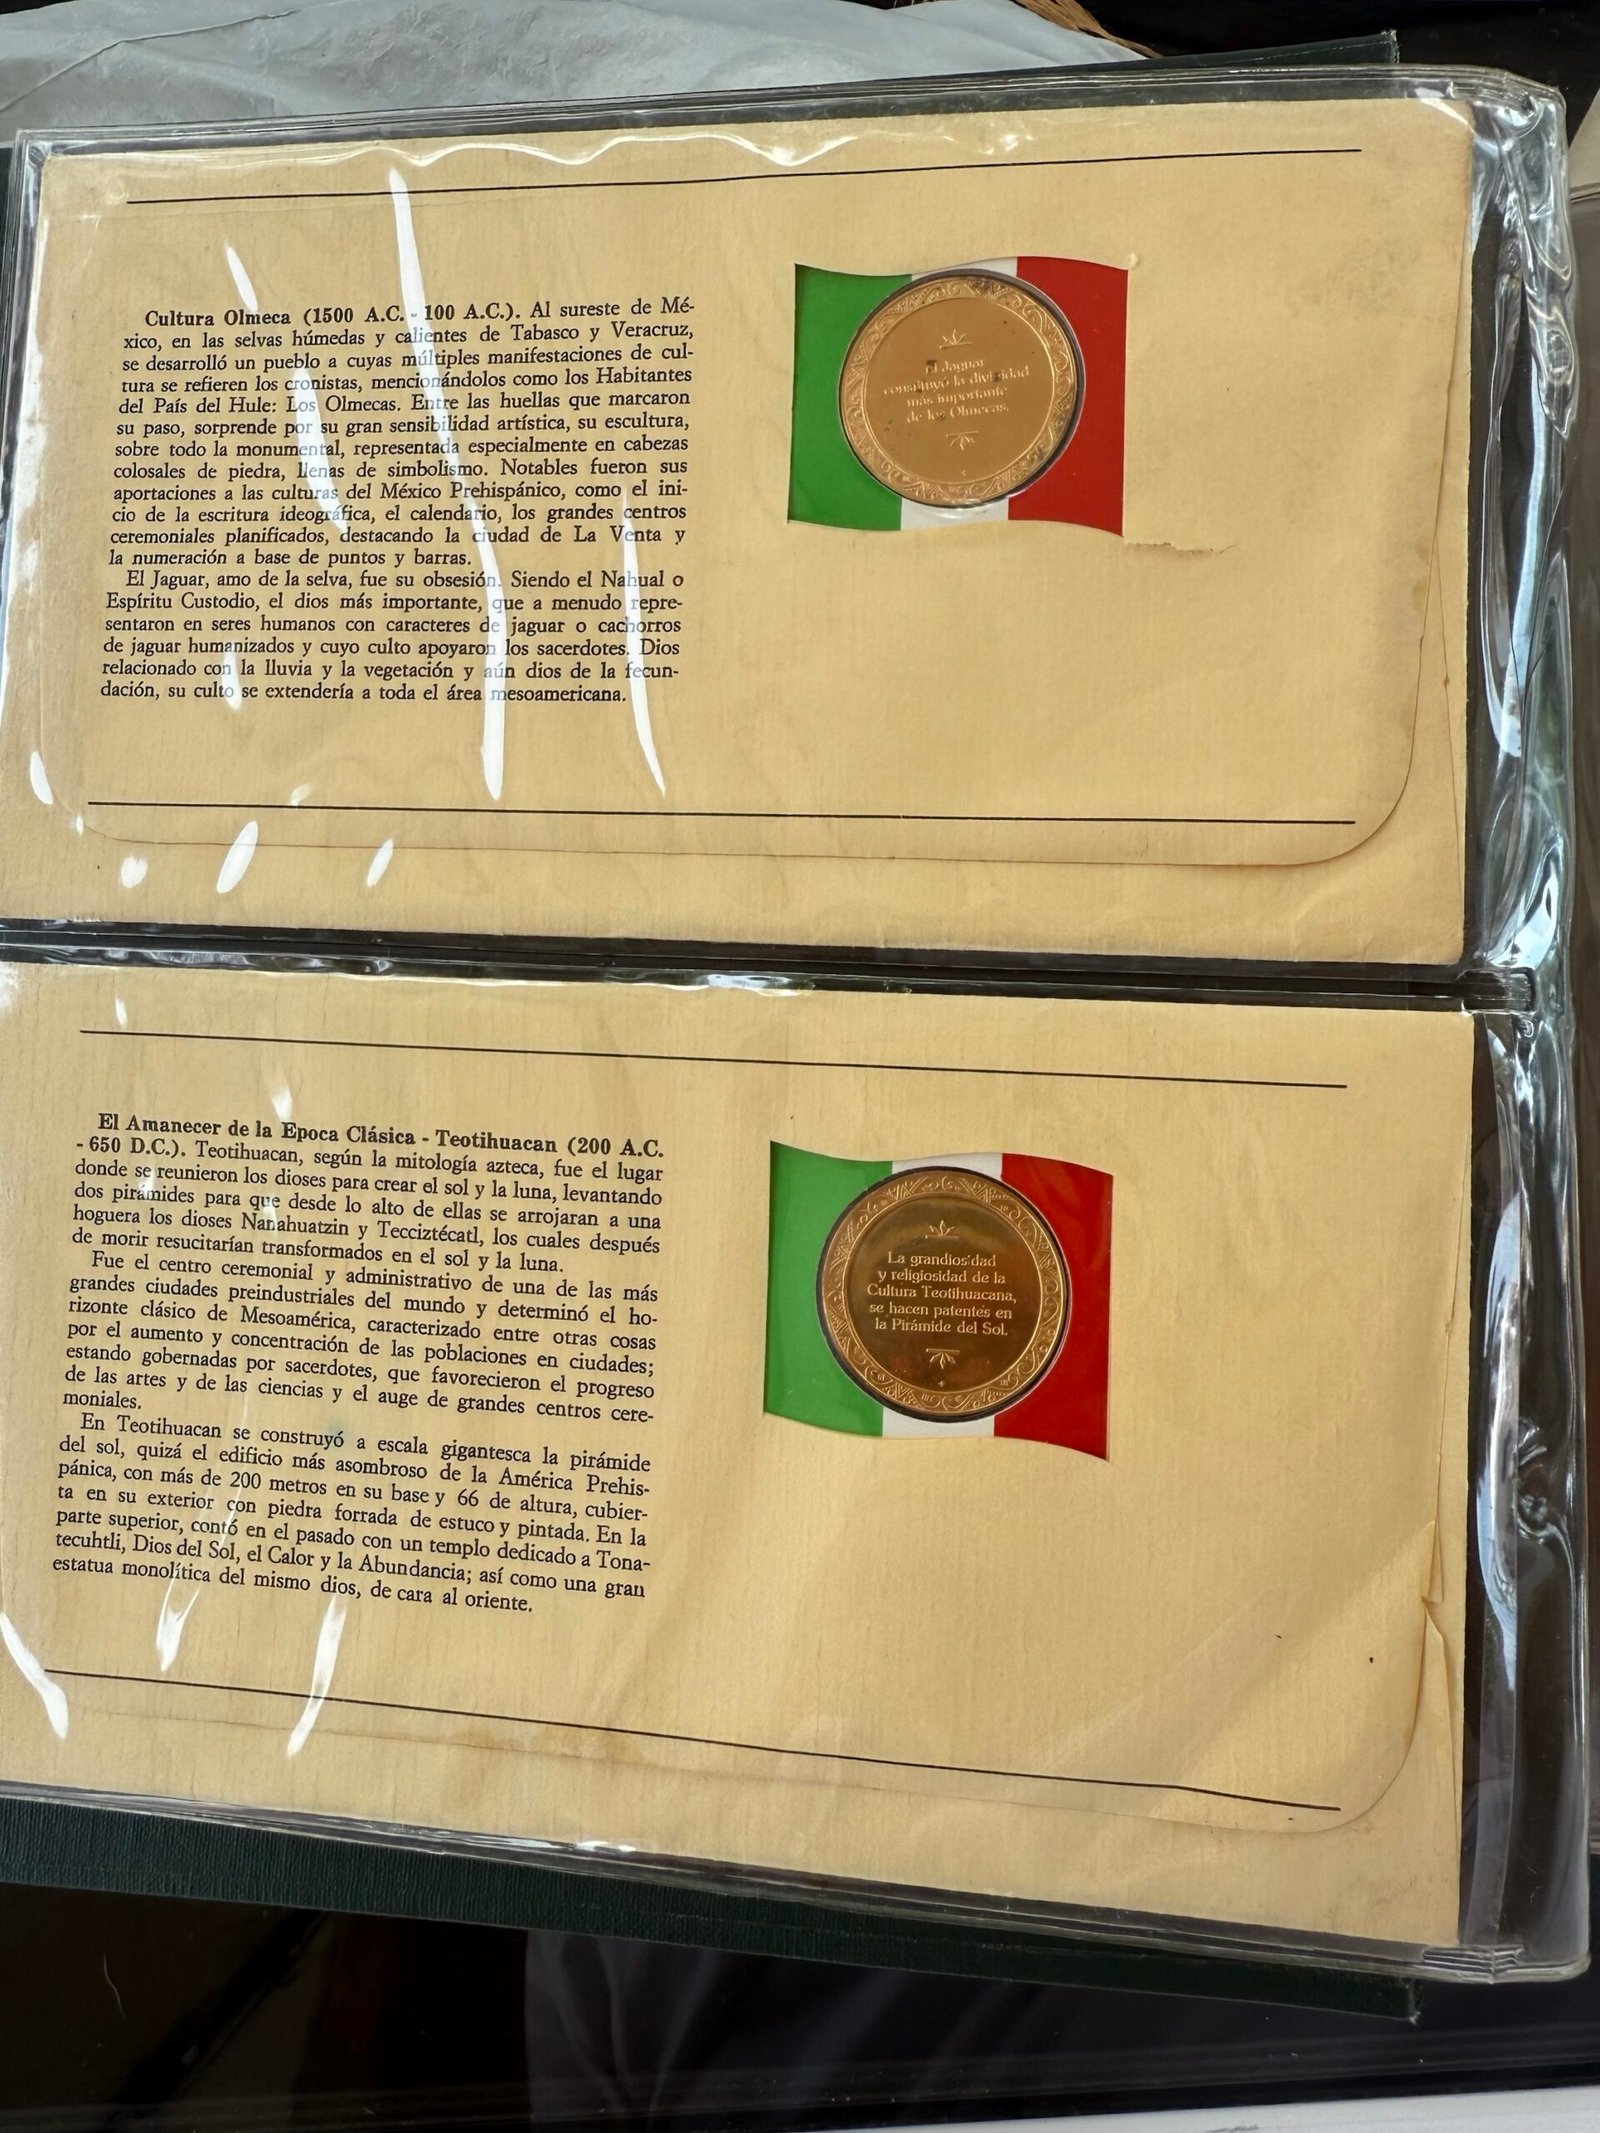 Cultura Olmeca (1500 A.C. - 100 A.C.). Al sureste de Mé-
xico, en las selvas húmedas y calientes de Tabasco y Veracruz,
se desarrolló un pueblo a cuyas múltiples manifestaciones de cul-
tura se refieren los cronistas, mencionándolos como los Habitantes
del País del Hule: Los Olmecas. Entre las huellas que marcaron
su paso, sorprende por su gran sensibilidad artística, su escultura,
sobre todo la monumental, representada especialmente en cabezas
colosales de piedra, llenas de simbolismo. Notables fueron sus
aportaciones a las culturas del México Prehispánico, como el ini-
cio de la escritura ideográfica, el calendario, los grandes centros
ceremoniales planificados, destacando la ciudad de La Venta y
la numeración a base de puntos y barras.
El Jaguar, amo de la selva, fue su obsesión. Siendo el Nahual o
Espíritu Custodio, el dios más importante, que a menudo repre-
sentaron en seres humanos con caracteres de jaguar o cachorros
de jaguar humanizados y cuyo culto apoyaron los sacerdotes. Dios
relacionado con la lluvia y la vegetación y aún dios de la fecun-
dación, su culto se extendería a toda el área mesoamericana.
El Jaguar
constituyó la divinidad
más importante
de los Olmecas.
El Amanecer de la Epoca Clásica - Teotihuacan (200 A.C.
- 650 D.C.). Teotihuacan, según la mitología azteca, fue el lugar
donde se reunieron los dioses para crear el sol y la luna, levantando
dos pirámides para que desde lo alto de ellas se arrojaran a una
hoguera los dioses Nanahuatzin y Tecciztécatl, los cuales después
de morir resucitarían transformados en el sol y la luna.
Fue el centro ceremonial y administrativo de una de las más
grandes ciudades preindustriales del mundo y determinó el ho-
rizonte clásico de Mesoamérica, caracterizado entre otras cosas
por el aumento y concentración de las poblaciones en ciudades;
estando gobernadas por sacerdotes, que favorecieron el progreso
de las artes y de las ciencias y el auge de grandes centros cere-
moniales.
En Teotihuacan se construyó a escala gigantesca la pirámide
del sol, quizá el edificio más asombroso de la América Prehis-
pánica, con más de 200 metros en su base y 66 de altura, cubier-
ta en su exterior con piedra forrada de estuco y pintada. En la
parte superior, contó en el pasado con un templo dedicado a Tona-
tecuhtli, Dios del Sol, el Calor y la Abundancia; así como una gran
estatua monolítica del mismo dios, de cara al oriente.
La grandiosidad
y religiosidad de la
Cultura Teotihuacana,
se hacen patentes en
la Pirámide del Sol.